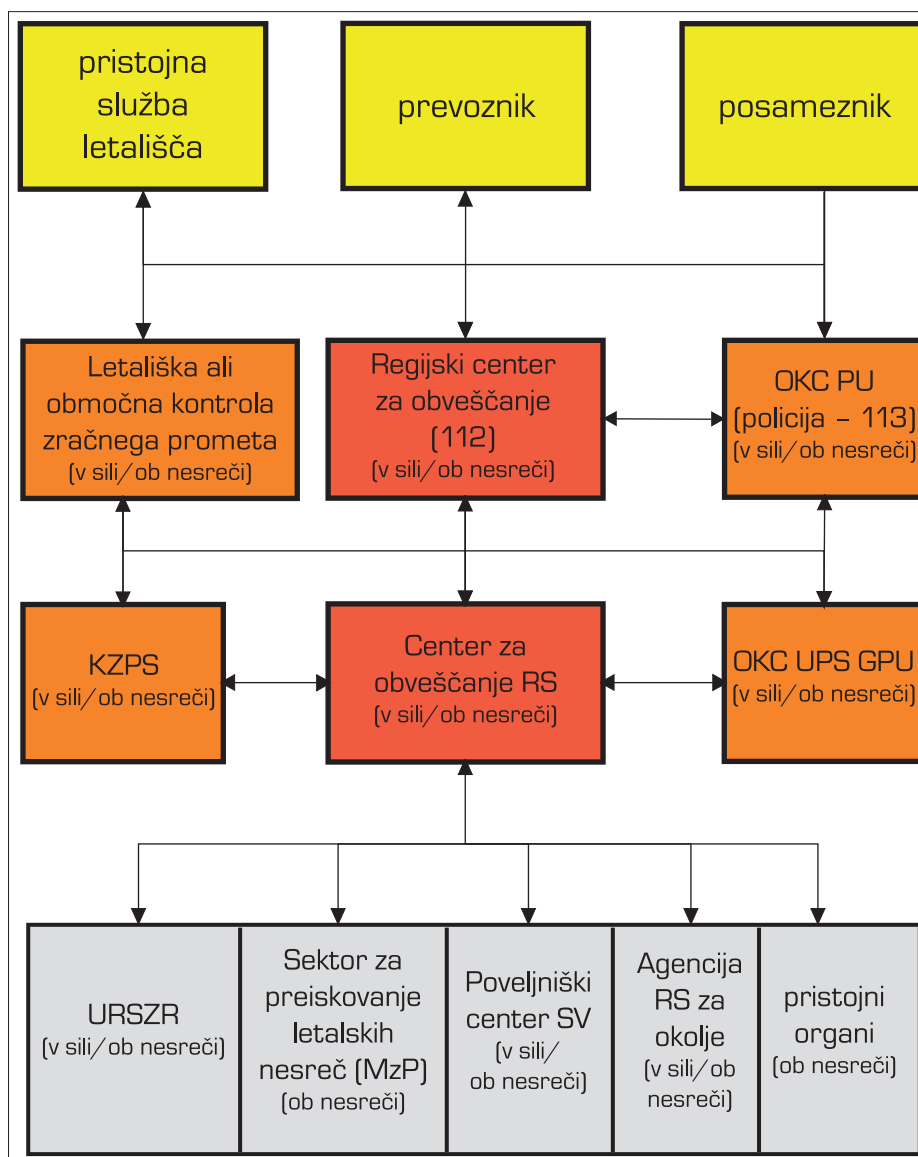 pristojna
služba
letališča
prevoznik
posameznik
Letališka ali
območna kontrola
zračnega prometa
(v sili/ob nesreči)
Regijski center
za obveščanje
(112)
(v sili/ob nesreči)
OKC PU
(policija – 113)
(v sili/ob nesreči)
KZPS
(v sili/ob nesreči)
Center za
obveščanje RS
(v sili/ob nesreči)
OKC UPS GPU
(v sili/ob nesreči)
URSZR
(v sili/ob nesreči)
Sektor za
preiskovanje
letalskih
nesreč (MzP)
(ob nesreči)
Poveljniški
center SV
(v sili/
ob nesreči)
Agencija
RS za
okolje
(v sili/ob
nesreči)
pristojni
organi
(ob nesreči)